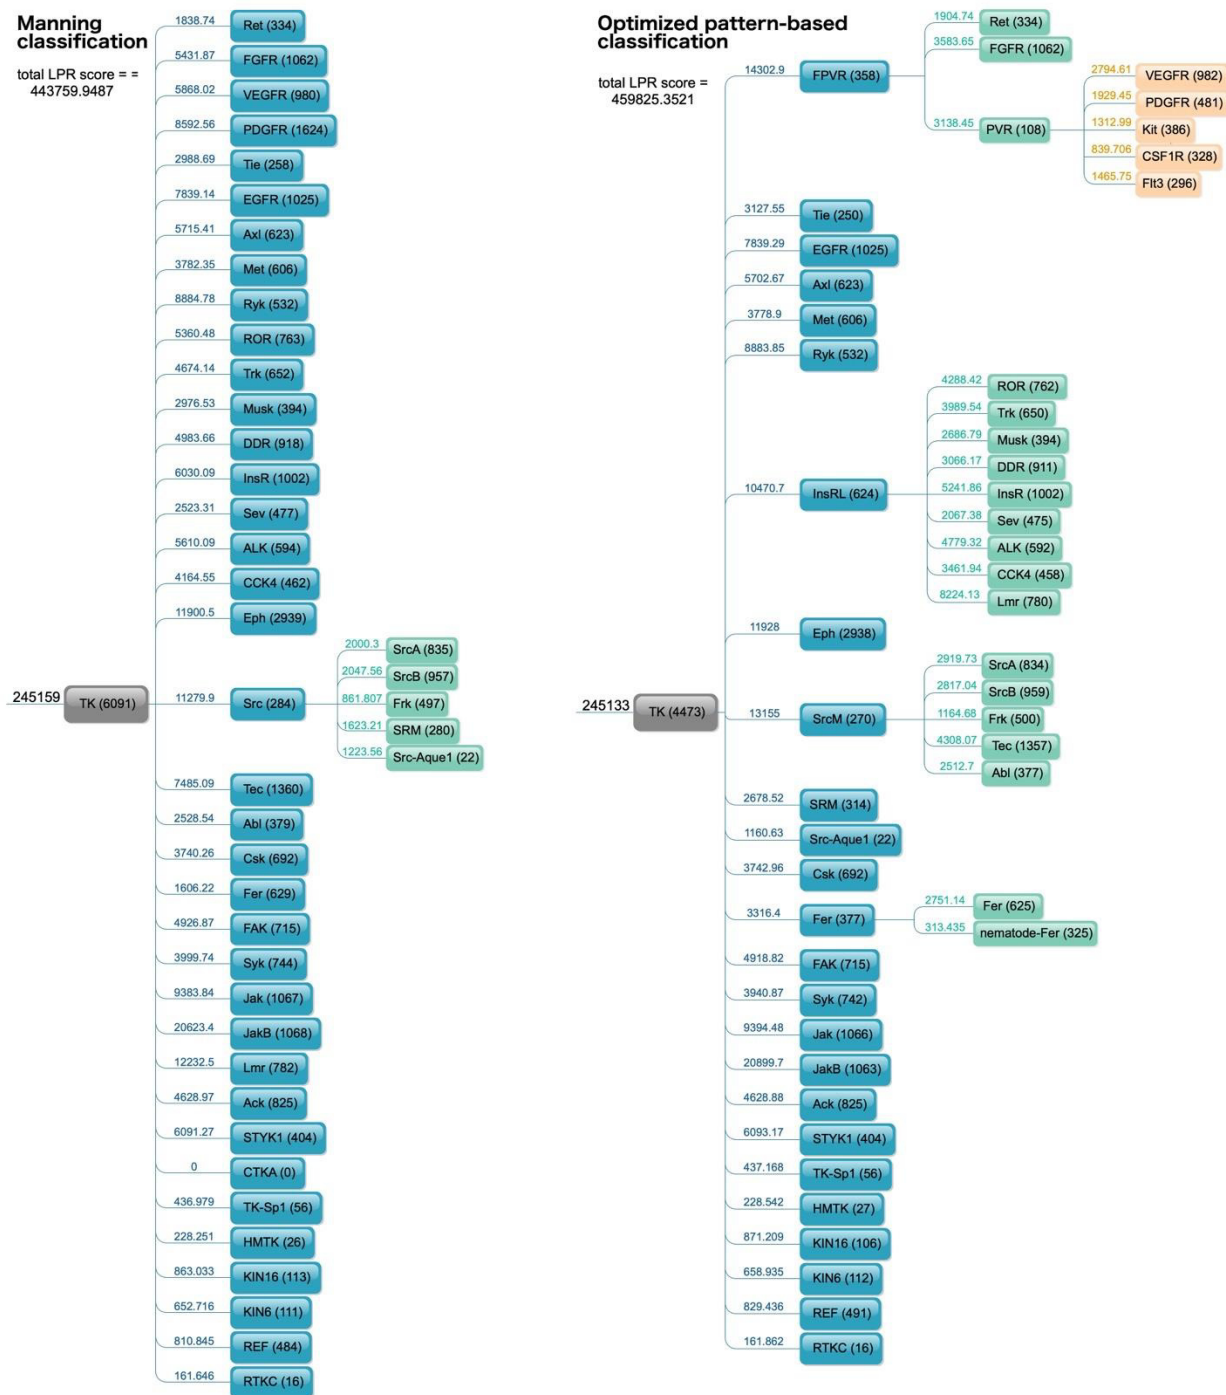 Manning
classification
total LPR score = =
443759.9487
1838.74 Ret (334)
5431.87 FGFR (1062)
5868.02 VEGFR (980)
8592.56 PDGFR (1624)
2988.69 Tie (258)
7839.14 EGFR (1025)
5715.41 Axl (623)
3782.35 Met (606)
8884.78 Ryk (532)
5360.48 ROR (763)
4674.14 Trk (652)
2976.53 Musk (394)
4983.66 DDR (918)
6030.09 InsR (1002)
2523.31 Sev (477)
5610.09 ALK (594)
4164.55 CCK4 (462)
11900.5 Eph (2939)
245159 TK (6091)
11279.9 Src (284)
2000.3 SrcA (835)
2047.56 SrcB (957)
861.807 Frk (497)
1623.21 SRM (280)
1223.56 Src-Aque1 (22)
7485.09 Tec (1360)
2528.54 Abl (379)
3740.26 Csk (692)
1606.22 Fer (629)
4926.87 FAK (715)
3999.74 Syk (744)
9383.84 Jak (1067)
20623.4 JakB (1068)
12232.5 Lmr (782)
4628.97 Ack (825)
6091.27 STYK1 (404)
0 CTKA (0)
436.979 TK-Sp1 (56)
228.251 HMTK (26)
863.033 KIN16 (113)
652.716 KIN6 (111)
810.845 REF (484)
161.646 RTKC (16)
Optimized pattern-based
classification
total LPR score =
459825.3521
14302.9 FPVR (358)
1904.74 Ret (334)
3583.65 FGFR (1062)
3138.45 PVR (108)
2794.61 VEGFR (982)
1929.45 PDGFR (481)
1312.99 Kit (386)
839.706 CSF1R (328)
1465.75 Flt3 (296)
3127.55 Tie (250)
7839.29 EGFR (1025)
5702.67 Axl (623)
3778.9 Met (606)
8883.85 Ryk (532)
10470.7 InsRL (624)
4288.42 ROR (762)
3989.54 Trk (650)
2686.79 Musk (394)
3066.17 DDR (911)
5241.86 InsR (1002)
2067.38 Sev (475)
4779.32 ALK (592)
3461.94 CCK4 (458)
8224.13 Lmr (780)
11928 Eph (2938)
245133 TK (4473)
13155 SrcM (270)
2919.73 SrcA (834)
2817.04 SrcB (959)
1164.68 Frk (500)
4308.07 Tec (1357)
2512.7 Abl (377)
2678.52 SRM (314)
1160.63 Src-Aque1 (22)
3742.96 Csk (692)
3316.4 Fer (377)
2751.14 Fer (625)
313.435 nematode-Fer (325)
4918.82 FAK (715)
3940.87 Syk (742)
9394.48 Jak (1066)
20899.7 JakB (1063)
4628.88 Ack (825)
6093.17 STYK1 (404)
437.168 TK-Sp1 (56)
228.542 HMTK (27)
871.209 KIN16 (106)
658.935 KIN6 (112)
829.436 REF (491)
161.862 RTKC (16)